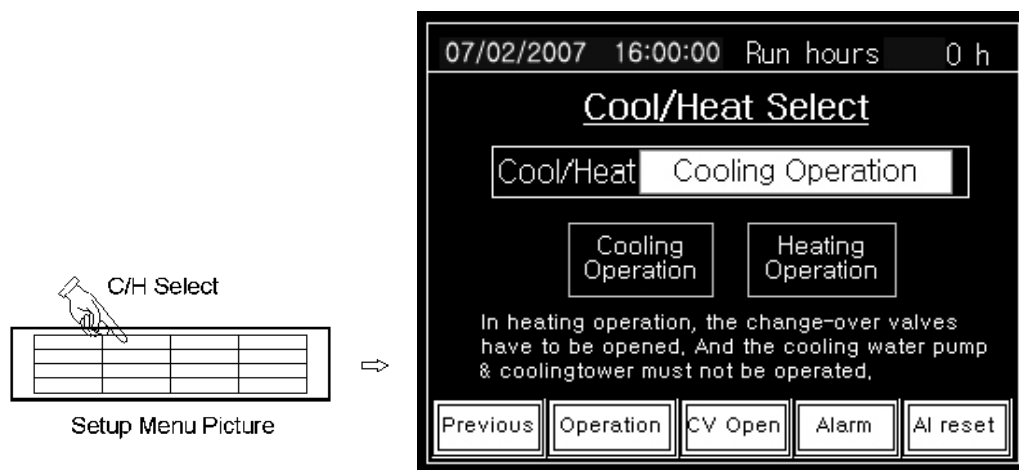 C/H Select
Setup Menu Picture
07/02/2007 16:00:00 Run hours 0 h
Cool/Heat Select
Cool/Heat Cooling Operation
Cooling
Operation
Heating
Operation
In heating operation, the change-over valves
have to be opened, And the cooling water pump
& coolingtower must not be operated,
Previous Operation CV Open Alarm Al reset